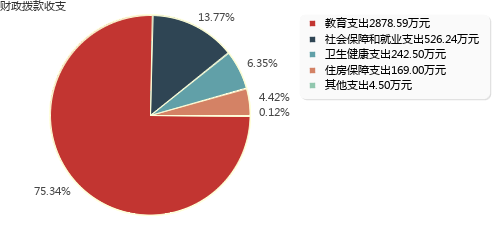 财政拨款收支
13.77%
6.35%
4.42%
0.12%
75.34%
教育支出2878.59万元
社会保障和就业支出526.24万元
卫生健康支出242.50万元
住房保障支出169.00万元
其他支出4.50万元